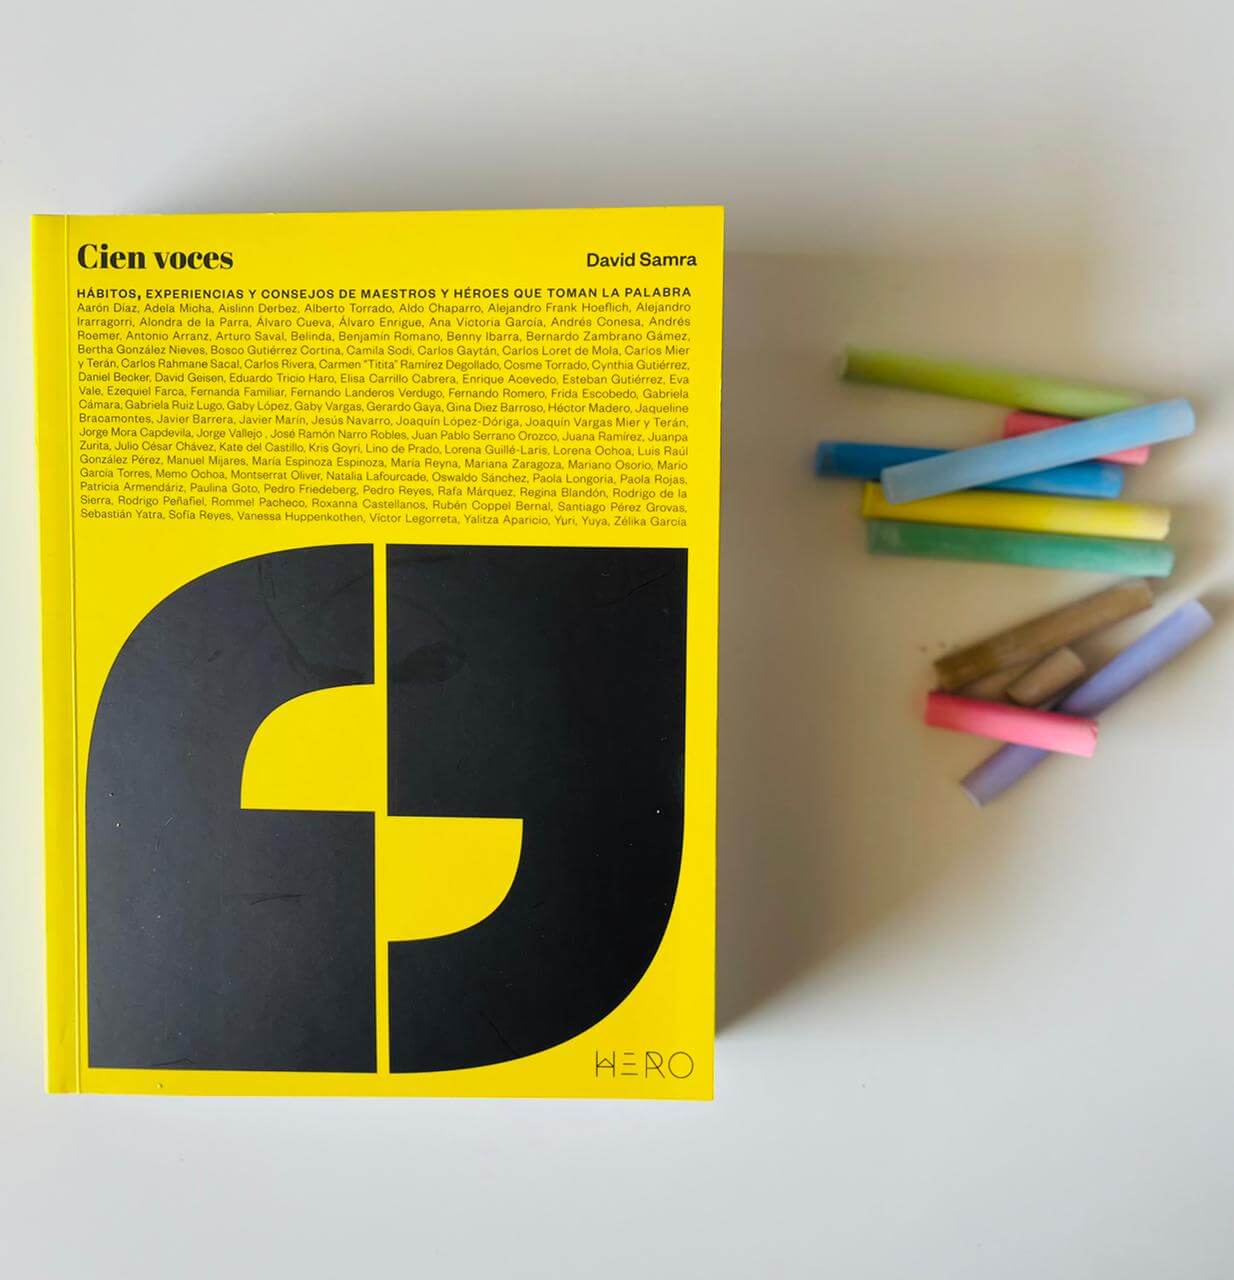 Cien voces
David Samra
HÁBITOS, EXPERIENCIAS Y CONSEJOS DE MAESTROS Y HÉROES QUE TOMAN LA PALABRA
Aarón Díaz, Adela Micha, Aislinn Derbez, Alberto Torrado, Aldo Chaparro, Alejandro Frank Hoeflich, Alejandro
Irarragorri, Alondra de la Parra, Álvaro Cueva, Álvaro Enrigue, Ana Victoria García, Andrés Conesa, Andrés
Roemer, Antonio Arranz, Arturo Saval, Belinda, Benjamín Romano, Benny Ibarra, Bernardo Zambrano Gámez,
Bertha González Nieves, Bosco Gutiérrez Cortina, Camila Sodi, Carlos Gaytán, Carlos Loret de Mola, Carlos Mier
y Terán, Carlos Rahmane Sacal, Carlos Rivera, Carmen "Titita" Ramírez Degollado, Cosme Torrado, Cynthia Gutiérrez,
Daniel Becker, David Geisen, Eduardo Tricio Haro, Elisa Carrillo Cabrera, Enrique Acevedo, Esteban Gutiérrez, Eva
Vale, Ezequiel Farca, Fernanda Familiar, Fernando Landeros Verdugo, Fernando Romero, Frida Escobedo, Gabriela
Cámara, Gabriela Ruiz Lugo, Gaby López, Gaby Vargas, Gerardo Gaya, Gina Diez Barroso, Héctor Madero, Jaqueline
Bracamontes, Javier Barrera, Javier Marín, Jesús Navarro, Joaquín López-Dóriga, Joaquín Vargas Mier y Terán,
Jorge Mora Capdevila, Jorge Vallejo , José Ramón Narro Robles, Juan Pablo Serrano Orozco, Juana Ramírez, Juanpa
Zurita, Julio César Chávez, Kate del Castillo, Kris Goyri, Lino de Prado, Lorena Guillé-Laris, Lorena Ochoa, Luis Raúl
González Pérez, Manuel Mijares, María Espinoza Espinoza, María Reyna, Mariana Zaragoza, Mariano Osorio, Mario
García Torres, Memo Ochoa, Montserrat Oliver, Natalia Lafourcade, Oswaldo Sánchez, Paola Longoria, Paola Rojas,
Patricia Armendáriz, Paulina Goto, Pedro Friedeberg, Pedro Reyes, Rafa Márquez, Regina Blandón, Rodrigo de la
Sierra, Rodrigo Peñafiel, Rommel Pacheco, Roxanna Castellanos, Rubén Coppel Bernal, Santiago Pérez Grovas,
Sebastián Yatra, Sofía Reyes, Vanessa Huppenkothen, Víctor Legorreta, Yalitza Aparicio, Yuri, Yuya, Zélika García
HERO